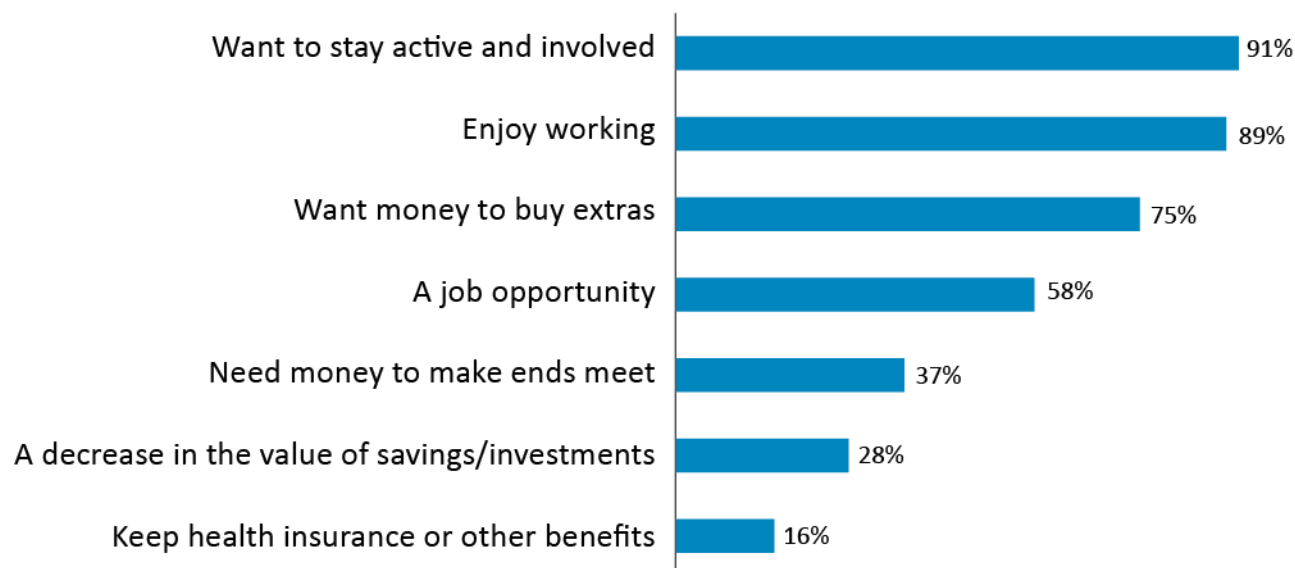 Want to stay active and involved 91%
Enjoy working 89%
Want money to buy extras 75%
A job opportunity 58%
Need money to make ends meet 37%
A decrease in the value of savings/investments 28%
Keep health insurance or other benefits 16%